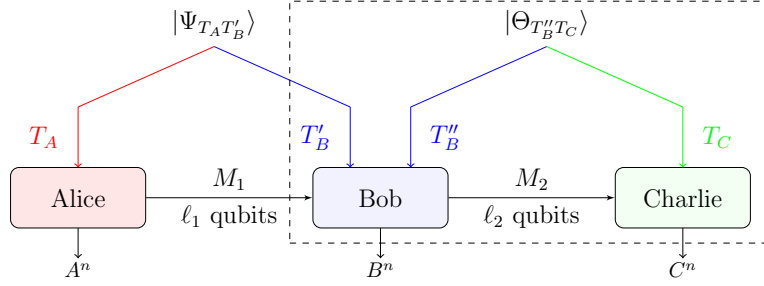 |Ψ_{T_A T'_B}⟩ |Θ_{T''_B T_C}⟩
T_A T'_B T''_B T_C
Alice M_1 Bob M_2 Charlie
ℓ_1 qubits ℓ_2 qubits
A^n B^n C^n